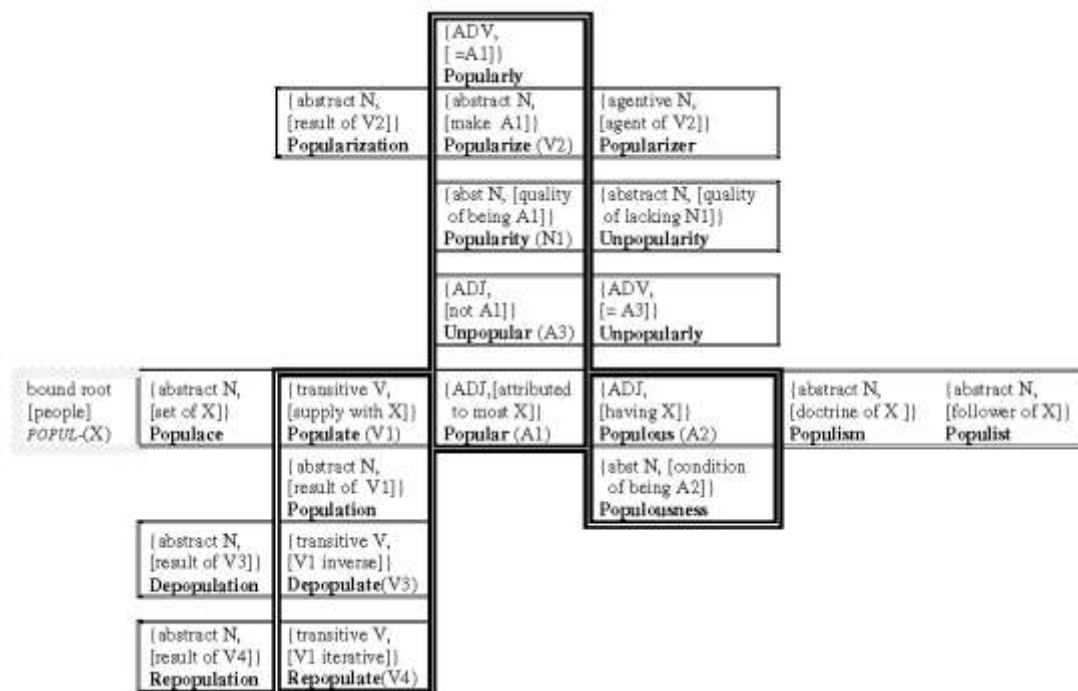 {ADV,
[ =A1]}
Popularly
{abstract N,
[result of V2]}
Popularization
{abstract N,
[make A1]}
Popularize (V2)
{agentive N,
[agent of V2]}
Popularizer
{abst N, [quality
of being A1]}
Popularity (N1)
{abstract N, [quality
of lacking N1]}
Unpopularity
{ADJ,
[not A1]}
Unpopular (A3)
{ADV,
[= A3]}
Unpopularly
bound root
[people]
POPUL-(X)
{abstract N,
[set of X]}
Populace
{transitive V,
[supply with X]}
Populate (V1)
{ADJ,[attributed
to most X]}
Popular (A1)
{ADJ,
[having X]}
Populous (A2)
{abstract N,
[doctrine of X ]}
Populism
{abstract N,
[follower of X]}
Populist
{abstract N,
[result of V1]}
Population
{abst N, [condition
of being A2]}
Populousness
{abstract N,
[result of V3]}
Depopulation
{transitive V,
[V1 inverse]}
Depopulate(V3)
{abstract N,
[result of V4]}
Repopulation
{transitive V,
[V1 iterative]}
Repopulate(V4)